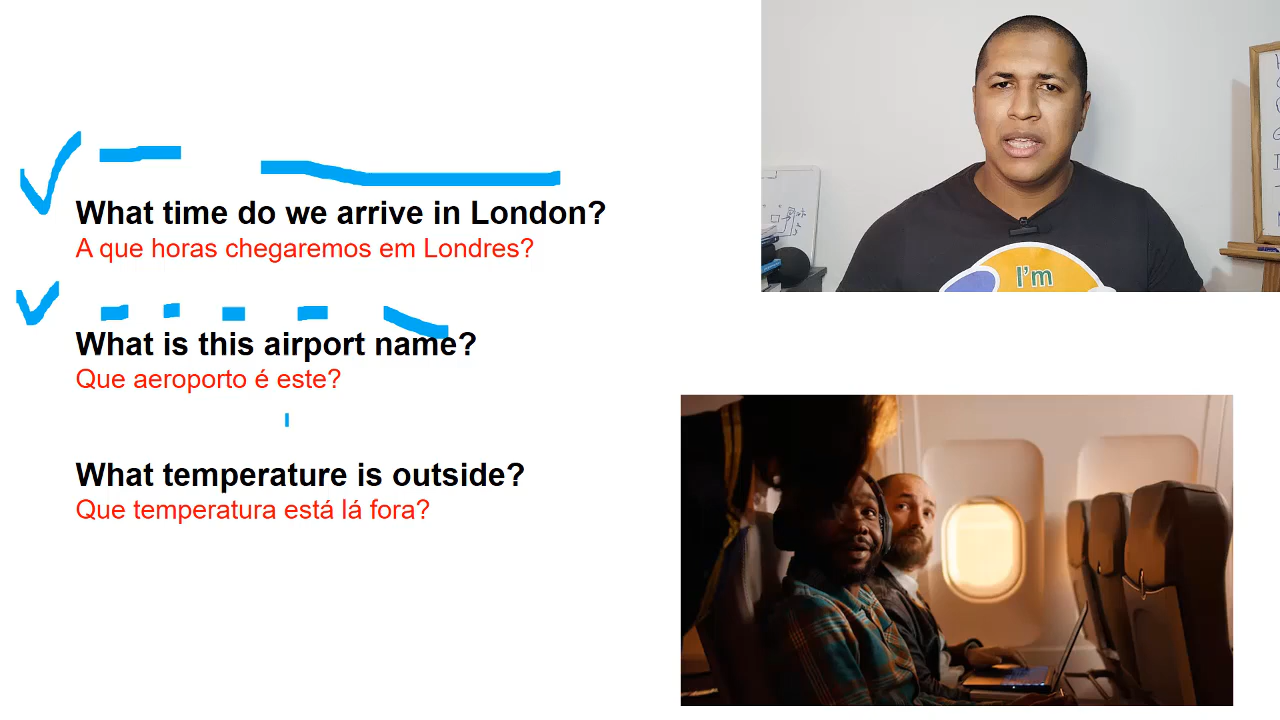 What time do we arrive in London?
A que horas chegaremos em Londres?
What is this airport name?
Que aeroporto é este?
What temperature is outside?
Que temperatura está lá fora?
I'm